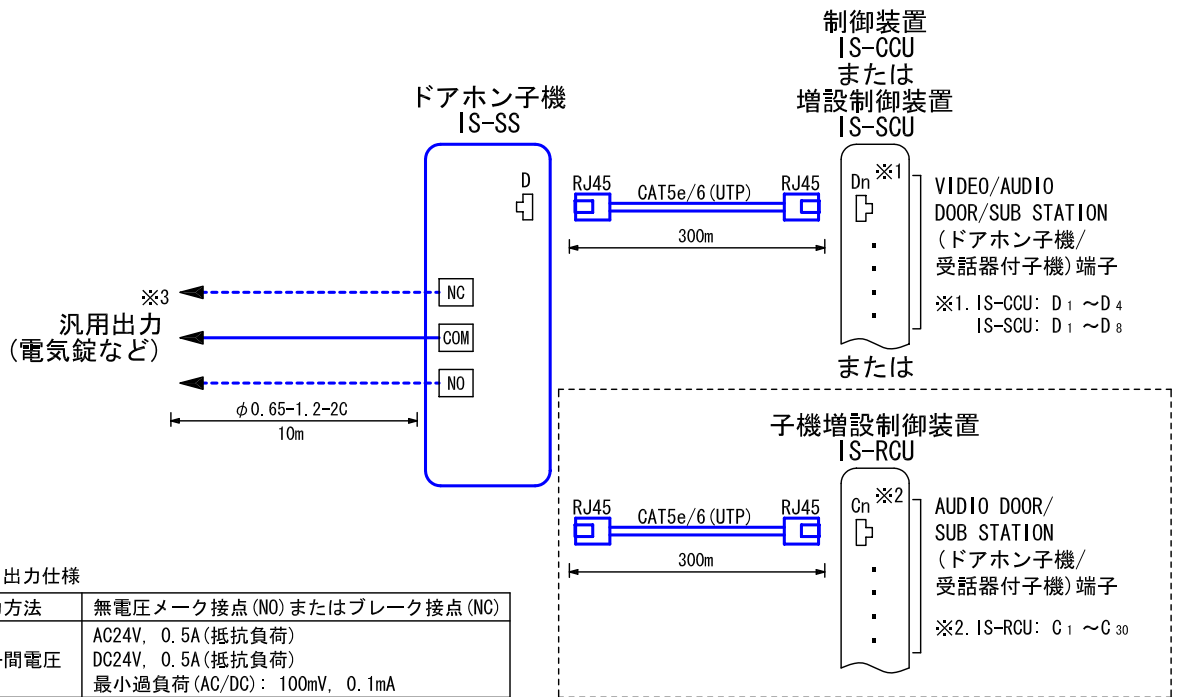 制御装置
IS-CCU
または
増設制御装置
IS-SCU
ドアホン子機
IS-SS
D
RJ45
CAT5e/6(UTP)
RJ45
300m
Dn
※1
VIDEO/AUDIO
DOOR/SUB STATION
(ドアホン子機/
受話器付子機)端子
※1. IS-CCU: D1 ～D4
IS-SCU: D1 ～D8
または
※3
汎用出力
(電気錠など)
NC
COM
NO
φ0.65-1.2-2C
10m
子機増設制御装置
IS-RCU
RJ45
CAT5e/6(UTP)
RJ45
300m
Cn
※2
AUDIO DOOR/
SUB STATION
(ドアホン子機/
受話器付子機)端子
※2. IS-RCU: C1 ～C30
出力仕様
方法
無電圧メーク接点(NO)またはブレーク接点(NC)
間電圧
AC24V, 0.5A(抵抗負荷)
DC24V, 0.5A(抵抗負荷)
最小過負荷(AC/DC): 100mV, 0.1mA